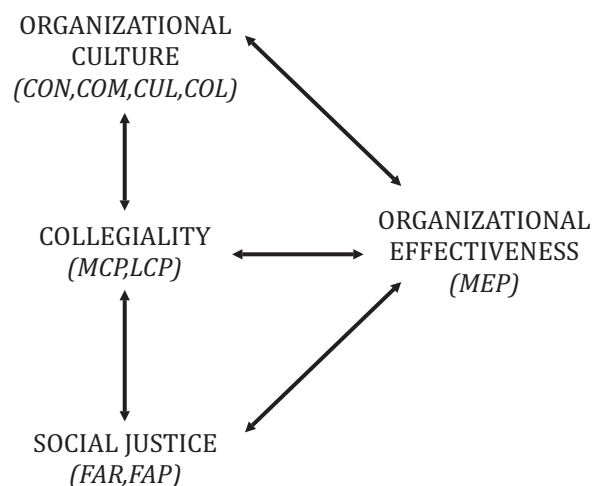 ORGANIZATIONAL
CULTURE
(CON,COM,CUL,COL)
COLLEGIALITY
(MCP,LCP)
ORGANIZATIONAL
EFFECTIVENESS
(MEP)
SOCIAL JUSTICE
(FAR,FAP)